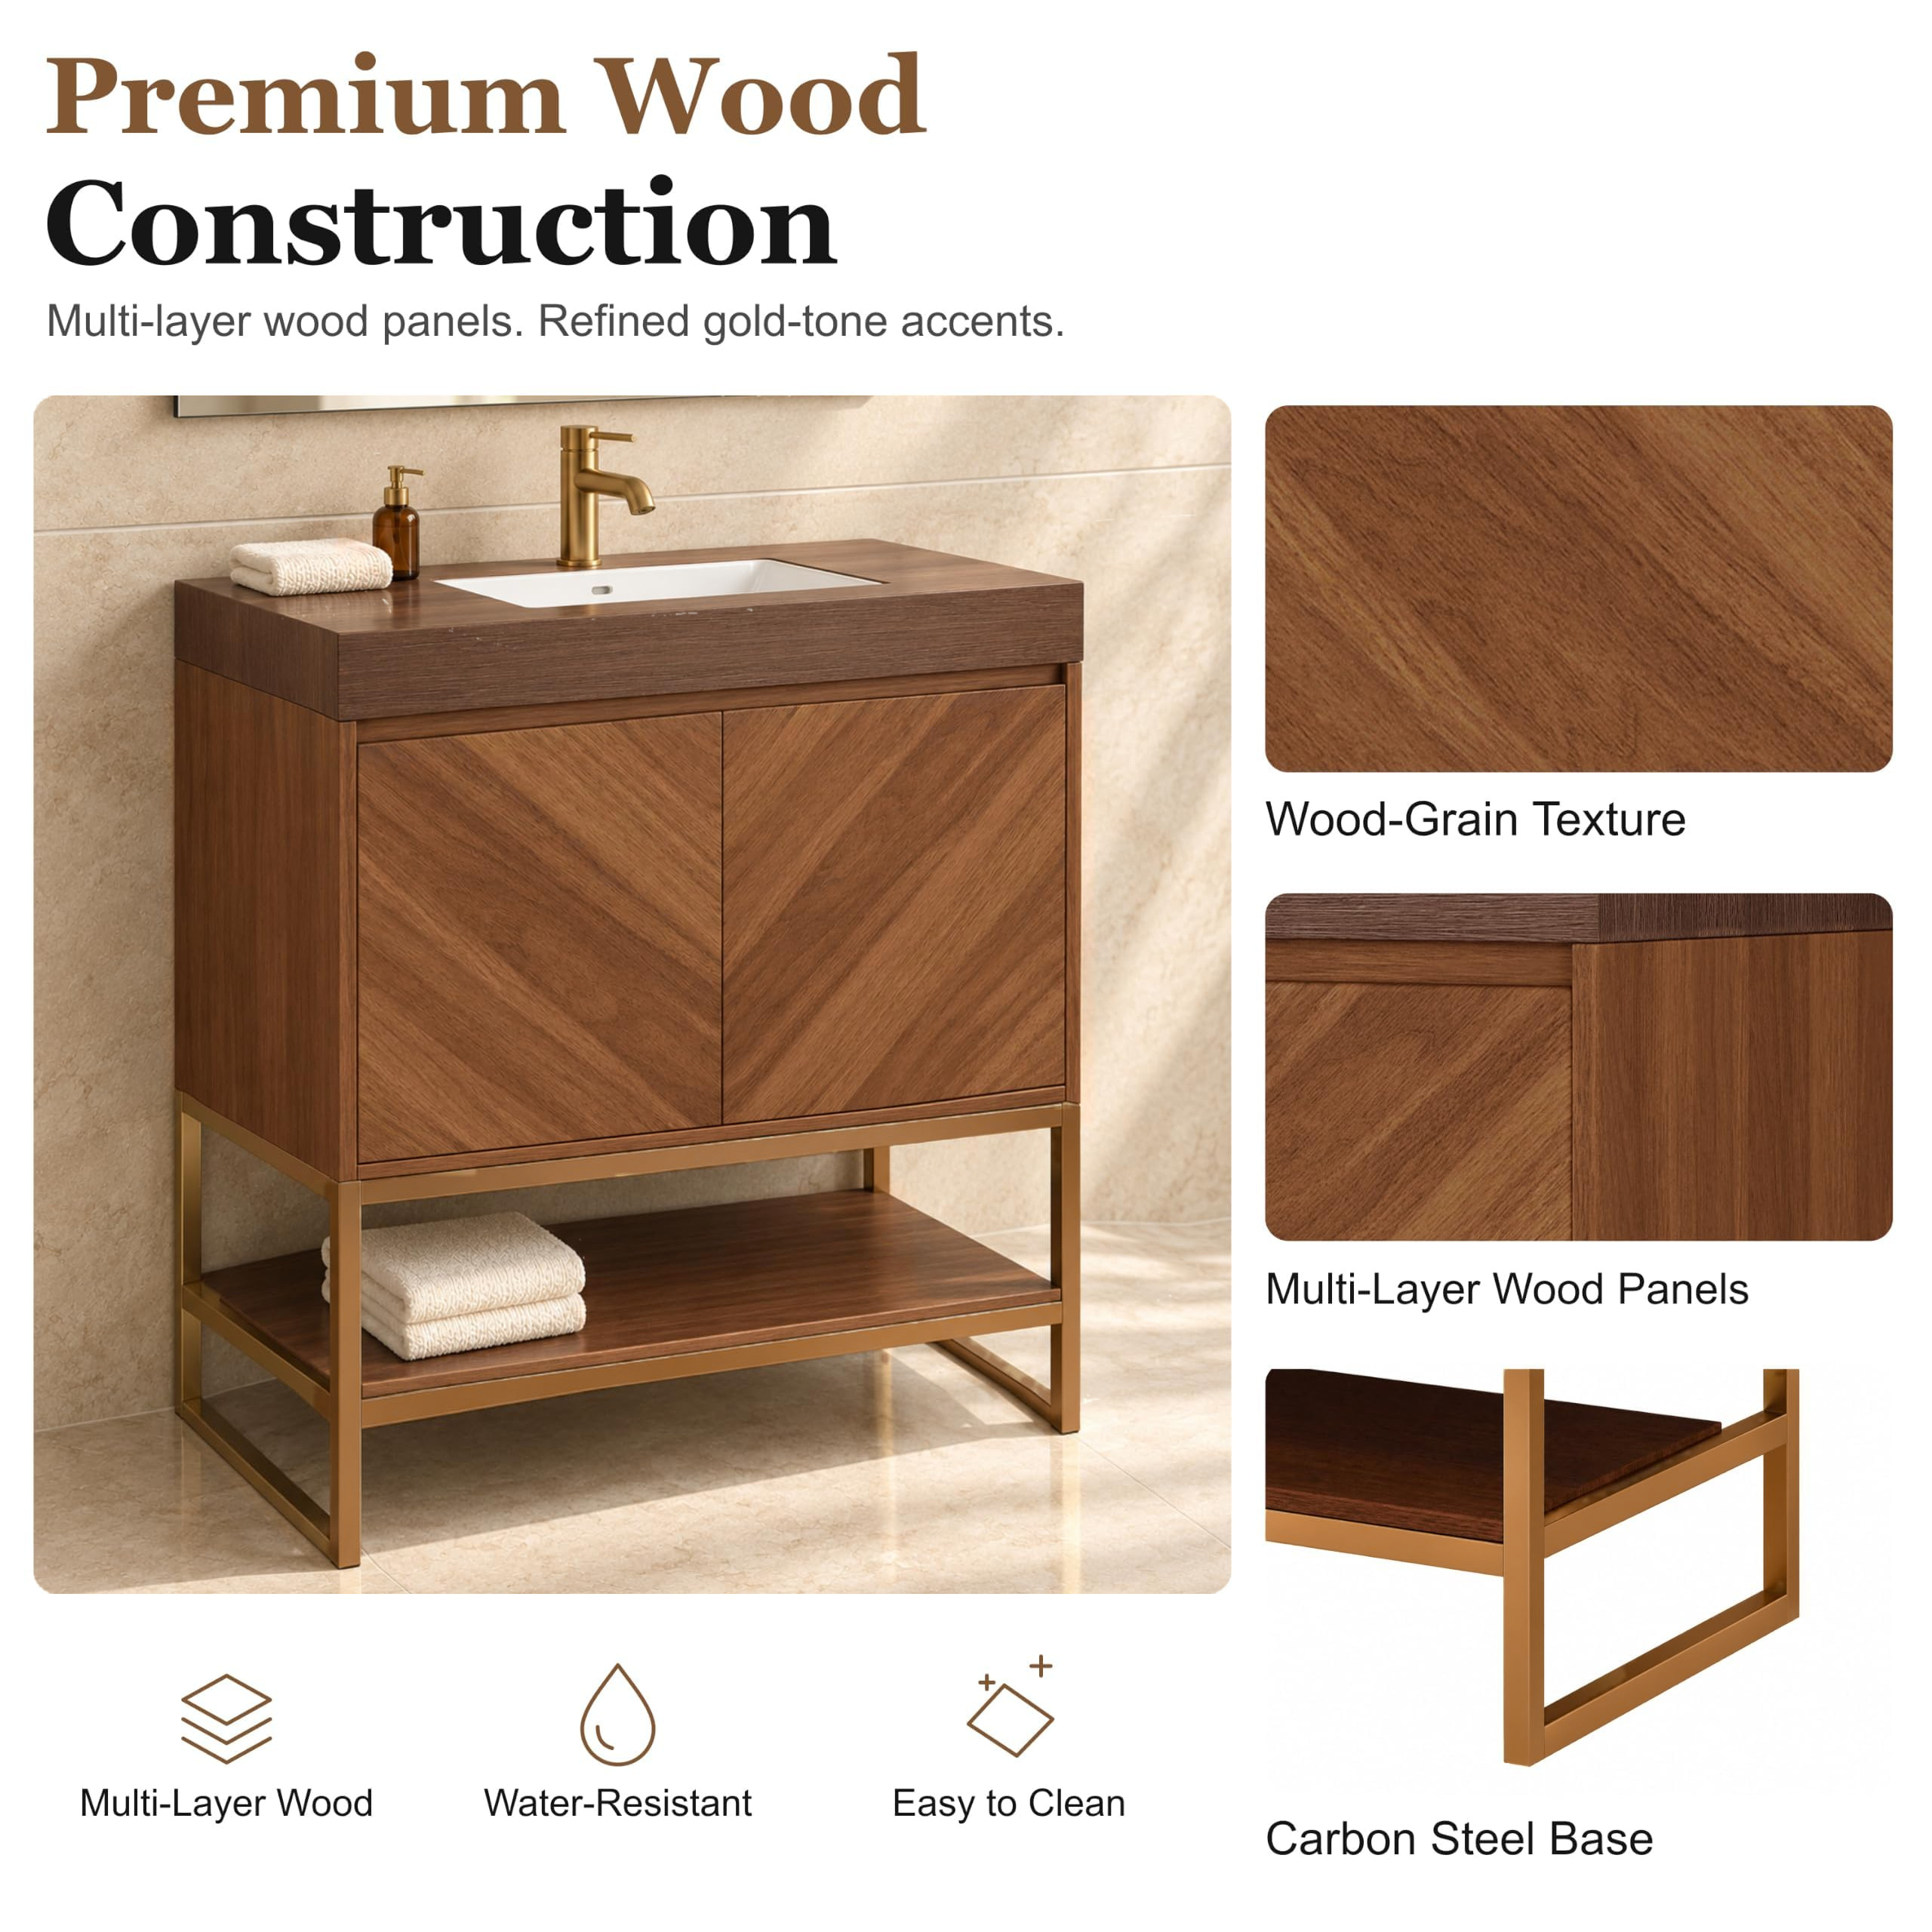 Premium Wood
Construction
Multi-layer wood panels. Refined gold-tone accents.
Wood-Grain Texture
Multi-Layer Wood Panels
Carbon Steel Base
Multi-Layer Wood
Water-Resistant
Easy to Clean